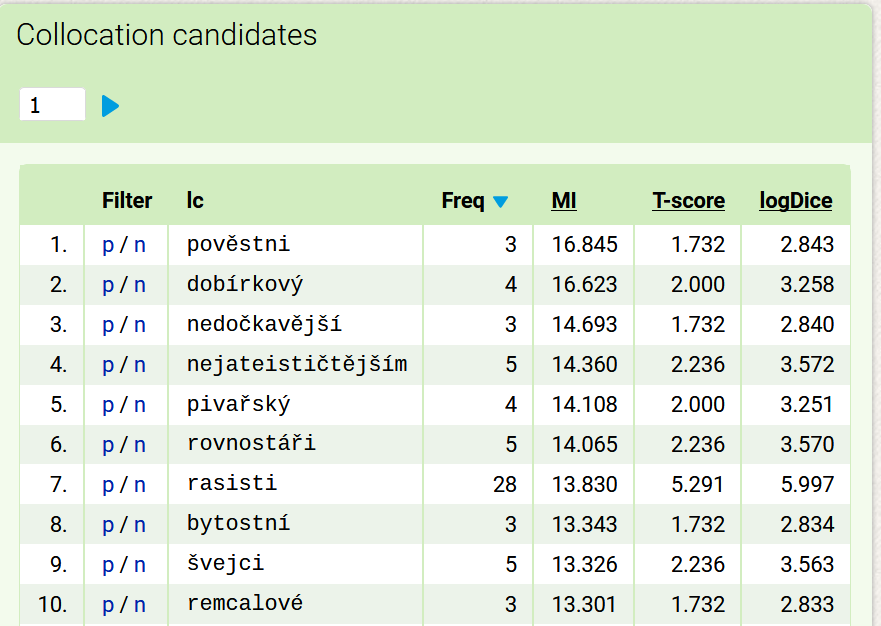 Collocation candidates
1
Filter lc Freq MI T-score logDice
1. p / n pověstni 3 16.845 1.732 2.843
2. p / n dobírkový 4 16.623 2.000 3.258
3. p / n nedočkavější 3 14.693 1.732 2.840
4. p / n nejateističtějším 5 14.360 2.236 3.572
5. p / n pivařský 4 14.108 2.000 3.251
6. p / n rovnostáři 5 14.065 2.236 3.570
7. p / n rasisti 28 13.830 5.291 5.997
8. p / n bytostní 3 13.343 1.732 2.834
9. p / n švejci 5 13.326 2.236 3.563
10. p / n remcalové 3 13.301 1.732 2.833